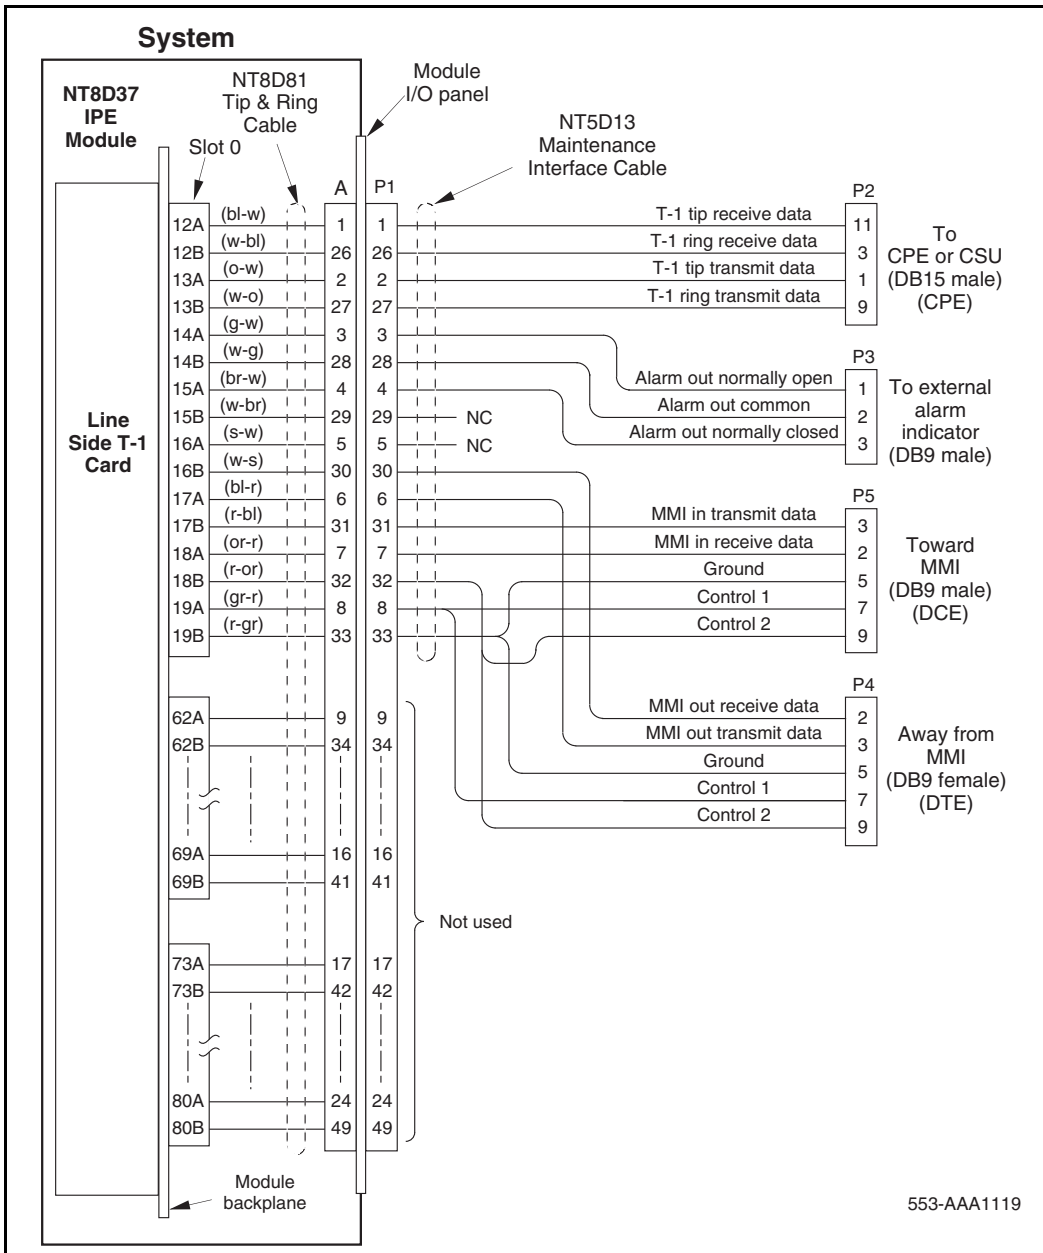 System
NT8D37
IPE
Module
NT8D81
Tip & Ring
Cable
Slot 0
Module
I/O panel
NT5D13
Maintenance
Interface Cable
A
P1
P2
12A (bl-w) 1 1 T-1 tip receive data 11
12B (w-bl) 26 26 T-1 ring receive data 3
13A (o-w) 2 2 T-1 tip transmit data 1
13B (w-o) 27 27 T-1 ring transmit data 9
To
CPE or CSU
(DB15 male)
(CPE)
14A (g-w) 3 3
14B (w-g) 28 28
15A (br-w) 4 4
15B (w-br) 29 29 NC
16A (s-w) 5 5 NC
16B (w-s) 30 30
17A (bl-r) 6 6
17B (r-bl) 31 31
18A (or-r) 7 7
18B (r-or) 32 32
19A (gr-r) 8 8
19B (r-gr) 33 33
P3
Alarm out normally open 1
Alarm out common 2
Alarm out normally closed 3
To external
alarm
indicator
(DB9 male)
Line
Side T-1
Card
P5
MMI in transmit data 3
MMI in receive data 2
Ground 5
Control 1 7
Control 2 9
Toward
MMI
(DB9 male)
(DCE)
P4
MMI out receive data 2
MMI out transmit data 3
Ground 5
Control 1 7
Control 2 9
Away from
MMI
(DB9 female)
(DTE)
62A 9 9
62B 34 34
69A 16 16
69B 41 41
Not used
73A 17 17
73B 42 42
80A 24 24
80B 49 49
Module
backplane
553-AAA1119